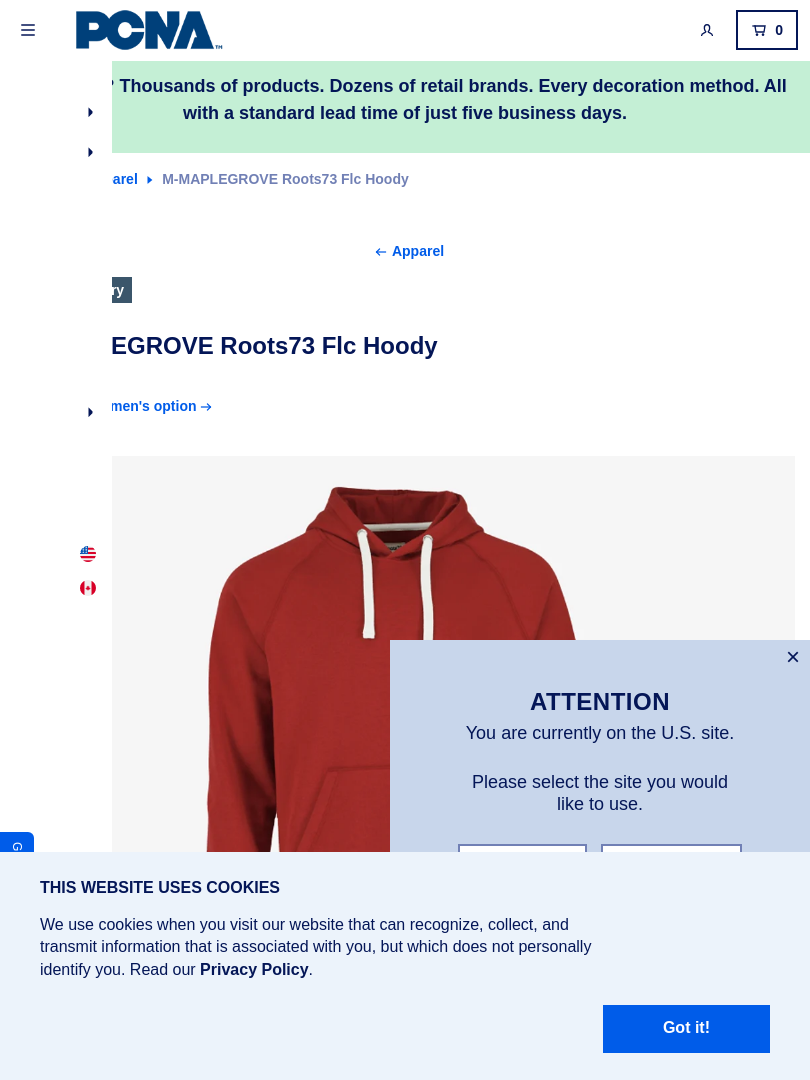 PCNA™
0
? Thousands of products. Dozens of retail brands. Every decoration method. All
with a standard lead time of just five business days.
M-MAPLEGROVE Roots73 Flc Hoody
Apparel
EGROVE Roots73 Flc Hoody
men's option
ATTENTION
You are currently on the U.S. site.
Please select the site you would
like to use.
G
THIS WEBSITE USES COOKIES
We use cookies when you visit our website that can recognize, collect, and
transmit information that is associated with you, but which does not personally
identify you. Read our Privacy Policy.
Got it!